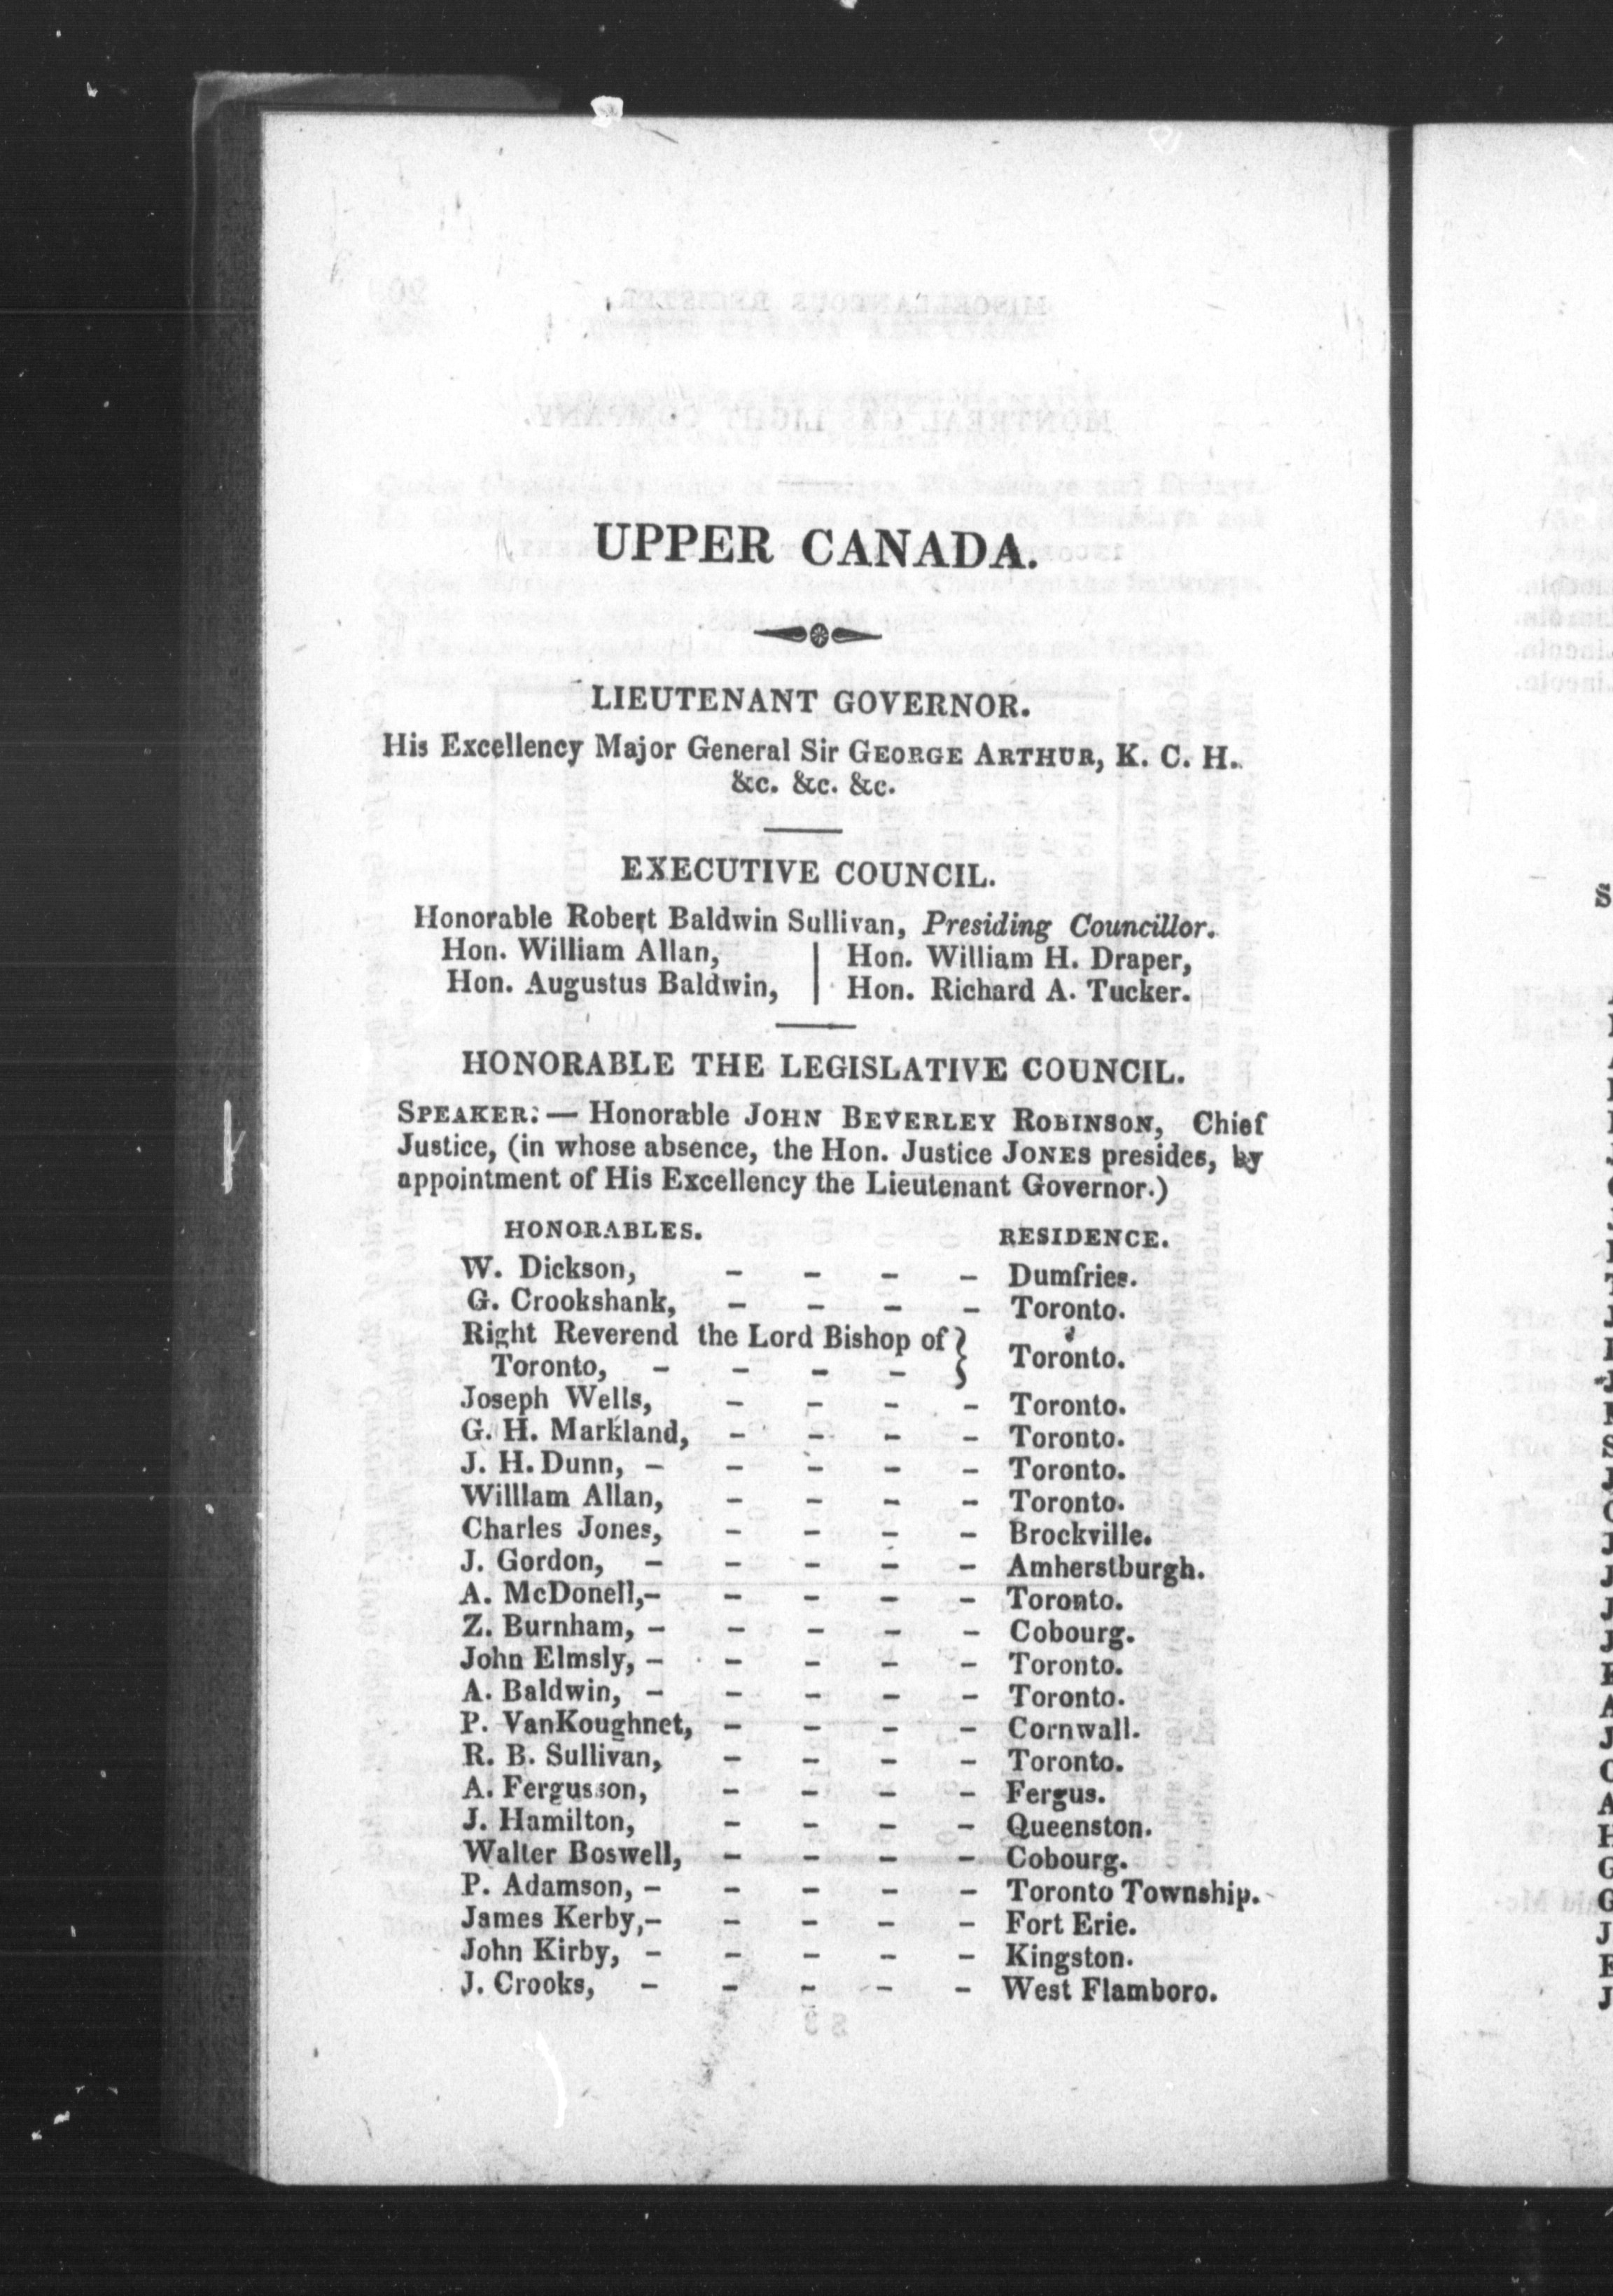 UPPER CANADA.
LIEUTENANT GOVERNOR.
His Excellency Major General Sir GEORGE ARTHUR, K. C. H.
&c. &c. &c.
EXECUTIVE COUNCIL.
Honorable Robert Baldwin Sullivan, Presiding Councillor.
Hon. William Allan, | Hon. William H. Draper,
Hon. Augustus Baldwin, | Hon. Richard A. Tucker.
HONORABLE THE LEGISLATIVE COUNCIL.
SPEAKER:— Honorable JOHN BEVERLEY ROBINSON, Chief
Justice, (in whose absence, the Hon. Justice JONES presides, by
appointment of His Excellency the Lieutenant Governor.)
HONORABLES. RESIDENCE.
W. Dickson, - - - - Dumfries.
G. Crookshank, - - - - Toronto.
Right Reverend the Lord Bishop of }
Toronto, - - - - } Toronto.
Joseph Wells, - - - - Toronto.
G. H. Markland, - - - - Toronto.
J. H. Dunn, - - - - - Toronto.
Willlam Allan, - - - - Toronto.
Charles Jones, - - - - Brockville.
J. Gordon, - - - - - Amherstburgh.
A. McDonell,- - - - - Toronto.
Z. Burnham, - - - - - Cobourg.
John Elmsly, - - - - - Toronto.
A. Baldwin, - - - - - Toronto.
P. VanKoughnet, - - - - Cornwall.
R. B. Sullivan, - - - - Toronto.
A. Fergusson, - - - - Fergus.
J. Hamilton, - - - - Queenston.
Walter Boswell, - - - - Cobourg.
P. Adamson, - - - - - Toronto Township.
James Kerby,- - - - - Fort Erie.
John Kirby, - - - - - Kingston.
J. Crooks, - - - - - West Flamboro.